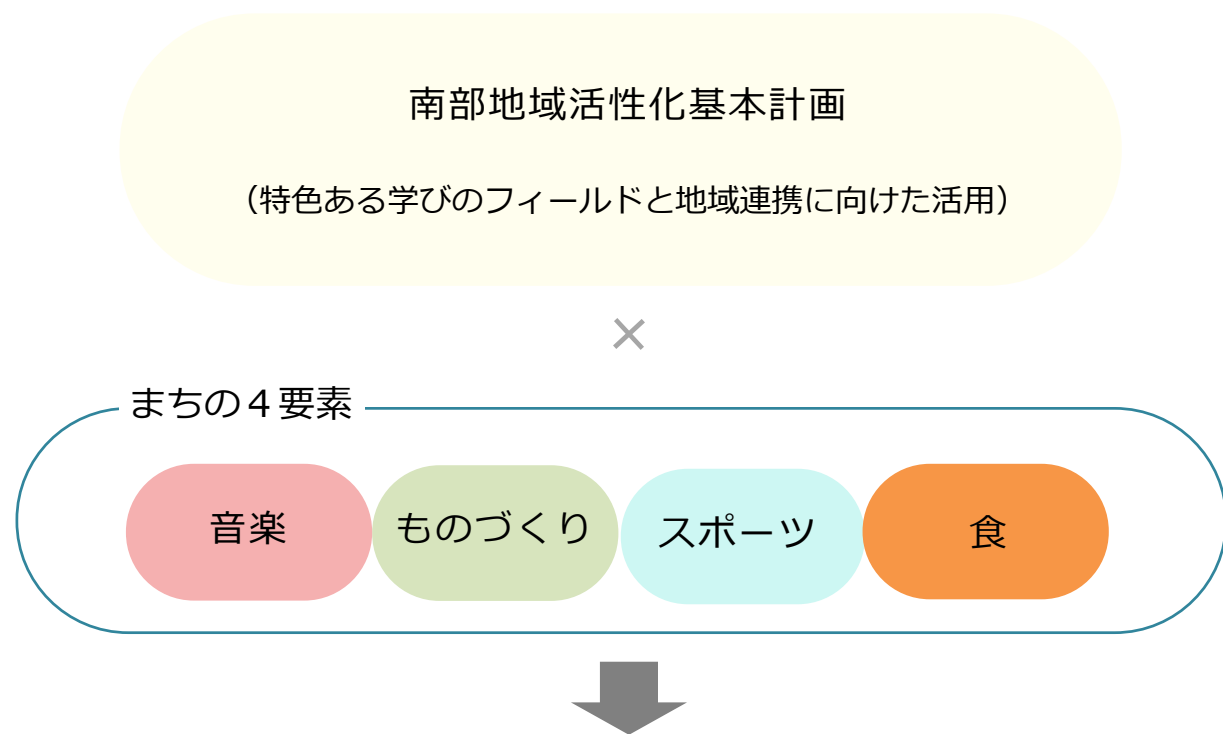 南部地域活性化基本計画
（特色ある学びのフィールドと地域連携に向けた活用）
×
まちの４要素
音楽
ものづくり
スポーツ
食